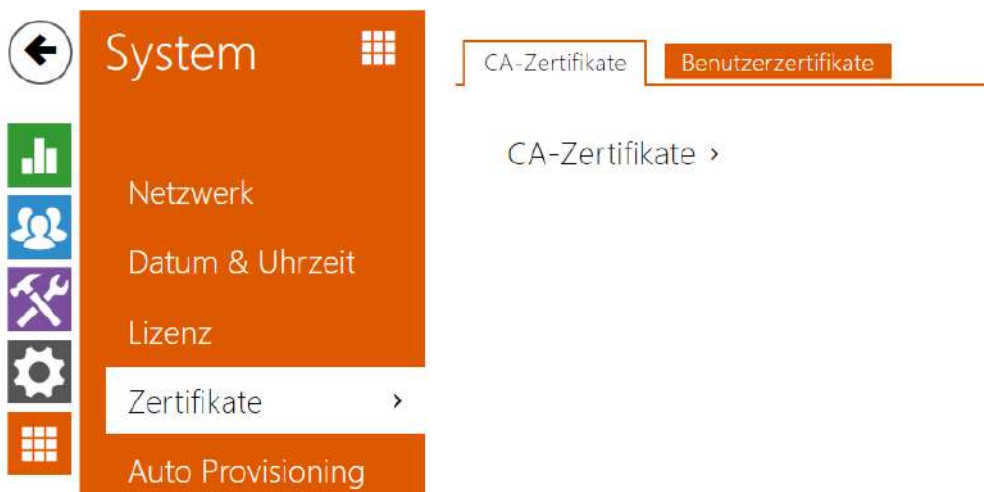 System
CA-Zertifikate
Benutzerzertifikate
CA-Zertifikate ›
Netzwerk
Datum & Uhrzeit
Lizenz
Zertifikate ›
Auto Provisioning